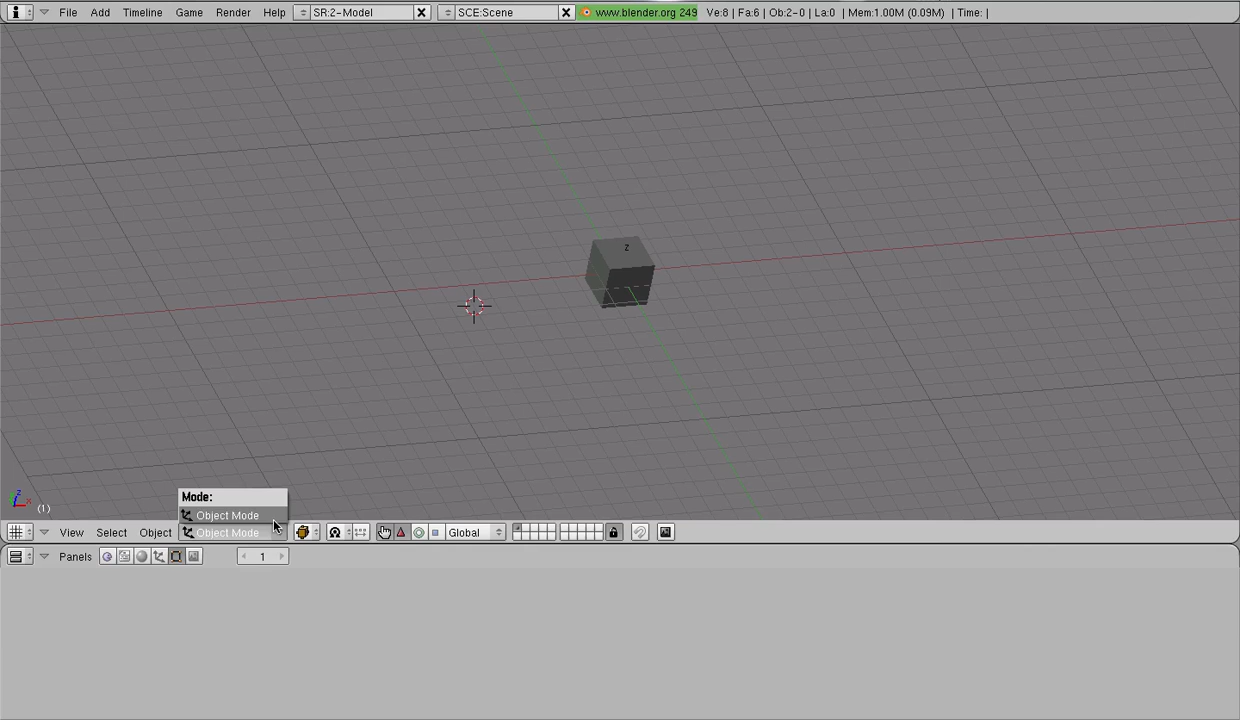 File Add Timeline Game Render Help SR:2-Model SCE:Scene www.blender.org 249 Ve:8 | Fa:6 | Ob:2-0 | La:0 | Mem:1.00M (0.09M) | Time: |
z
z
x
(1)
Mode:
Object Mode
View Select Object Object Mode Global
Panels 1